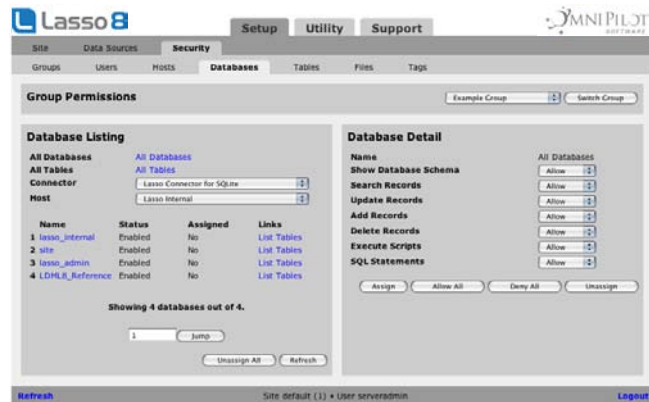 Lasso 8
Setup Utility Support
OMNIPILOT
SOFTWARE
Site Data Sources Security
Groups Users Hosts Databases Tables Files Tags
Group Permissions
Example Group Switch Group
Database Listing
All Databases All Databases
All Tables All Tables
Connector Lasso Connector for SQLite
Host Lasso Internal
Name Status Assigned Links
1 lasso_internal Enabled No List Tables
2 site Enabled No List Tables
3 lasso_admin Enabled No List Tables
4 LDML8_Reference Enabled No List Tables
Showing 4 databases out of 4.
1 Jump
Unassign All Refresh
Database Detail
Name All Databases
Show Database Schema Allow
Search Records Allow
Update Records Allow
Add Records Allow
Delete Records Allow
Execute Scripts Allow
SQL Statements Allow
Assign Allow All Deny All Unassign
Refresh Site default (1) • User serveradmin Logout